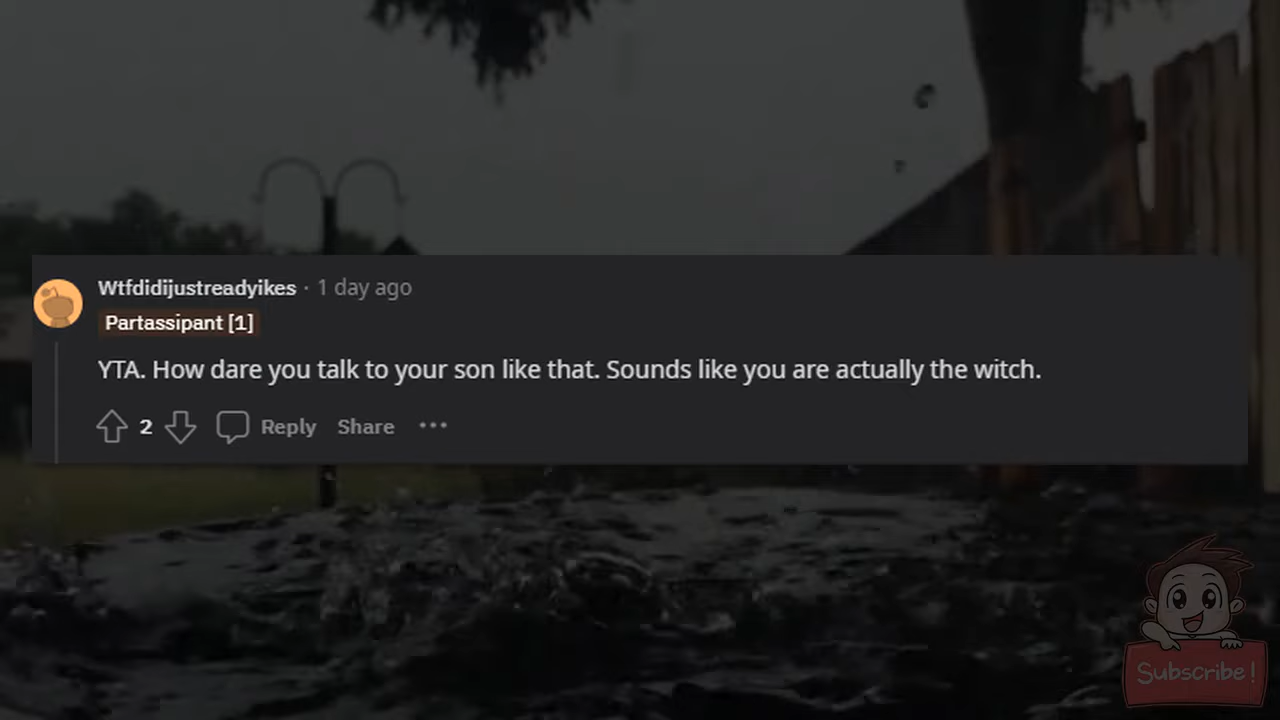 Wtfdidijustreadyikes · 1 day ago
Partassipant [1]
YTA. How dare you talk to your son like that. Sounds like you are actually the witch.
2 Reply Share ···
Subscribe!